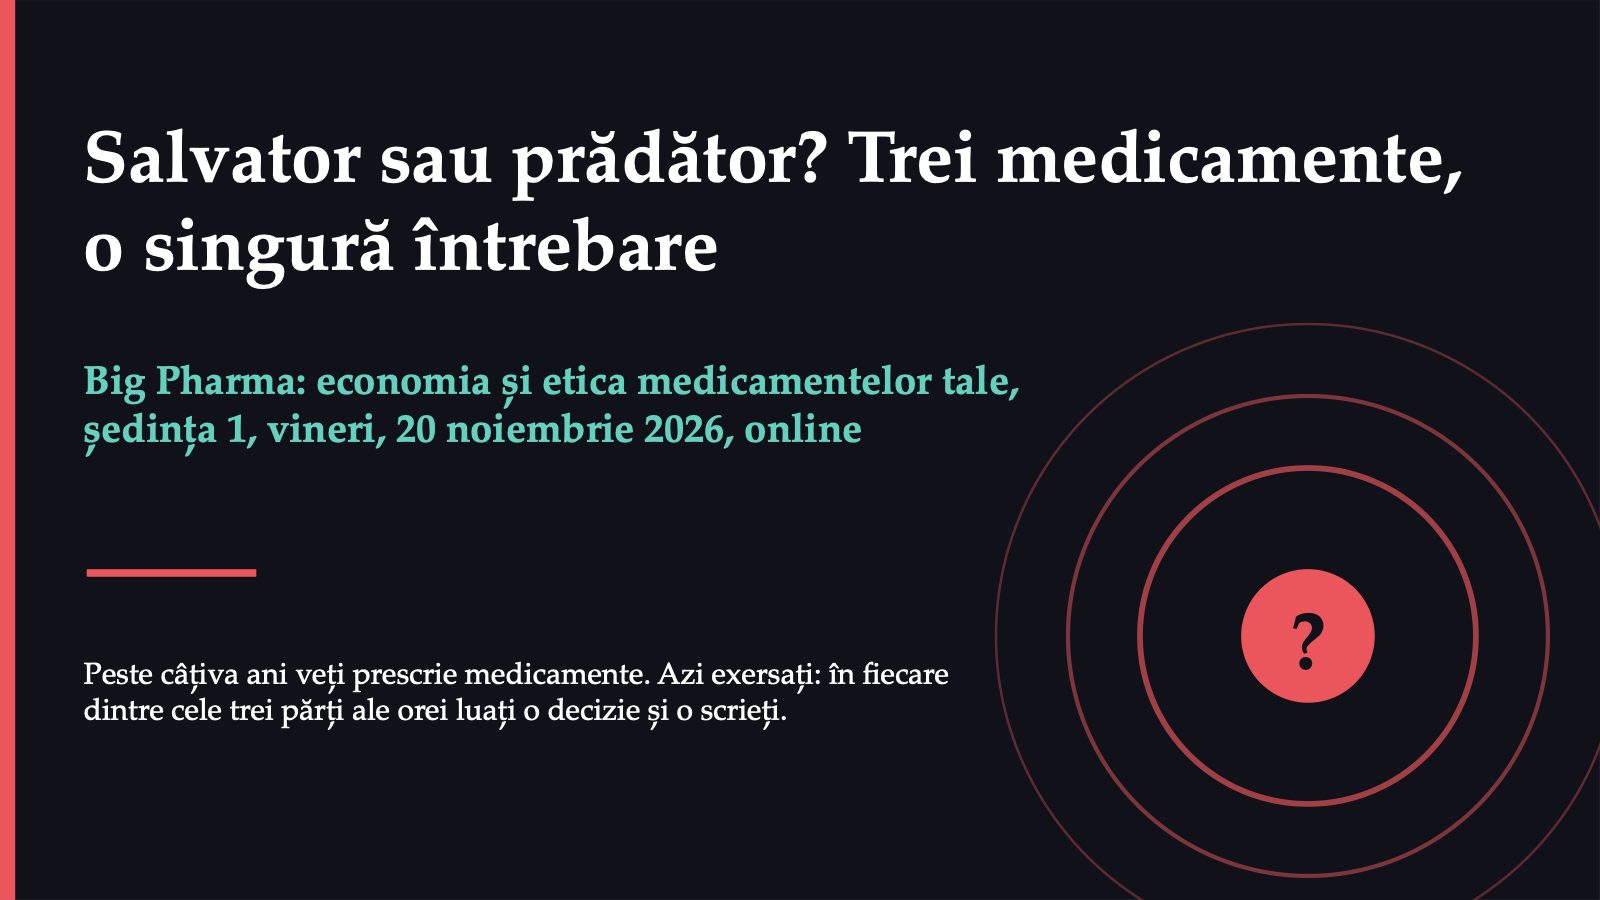 Salvator sau prădător? Trei medicamente,
o singură întrebare
Big Pharma: economia și etica medicamentelor tale,
ședința 1, vineri, 20 noiembrie 2026, online
Peste câțiva ani veți prescrie medicamente. Azi exersați: în fiecare
dintre cele trei părți ale orei luați o decizie și o scrieți.
?